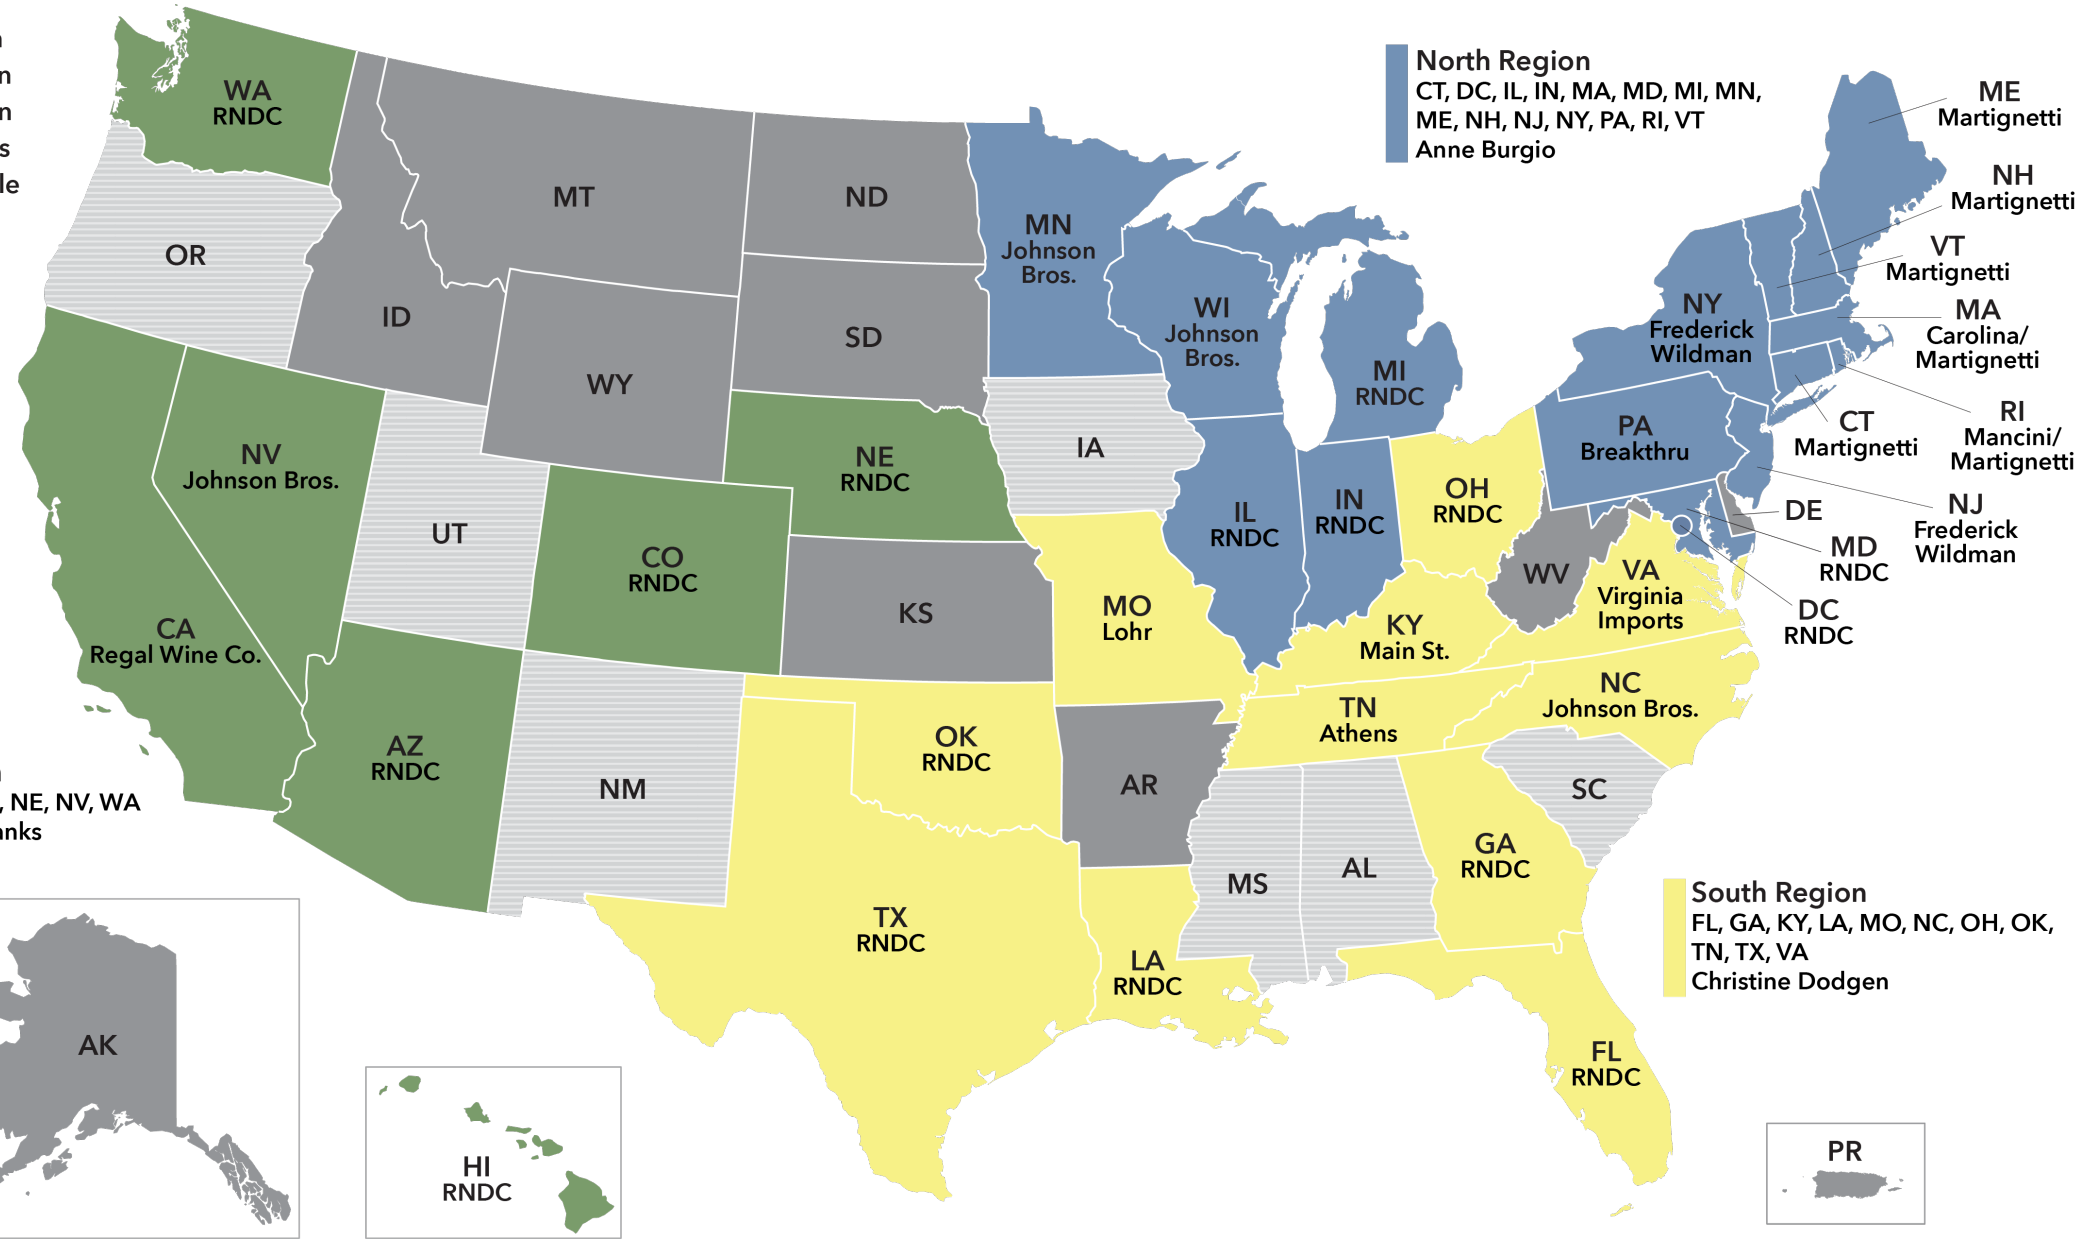 n
s
le
WA
RNDC
OR
MT
ND
ID
WY
SD
MN
Johnson
Bros.
WI
Johnson
Bros.
MI
RNDC
North Region
CT, DC, IL, IN, MA, MD, MI, MN,
ME, NH, NJ, NY, PA, RI, VT
Anne Burgio
ME
Martignetti
NH
Martignetti
VT
Martignetti
MA
Carolina/
Martignetti
NY
Frederick
Wildman
RI
Mancini/
Martignetti
CT
Martignetti
PA
Breakthru
NJ
Frederick
Wildman
DE
MD
RNDC
DC
RNDC
NV
Johnson Bros.
UT
CO
RNDC
NE
RNDC
IA
KS
IL
RNDC
IN
RNDC
OH
RNDC
WV
VA
Virginia
Imports
MO
Lohr
KY
Main St.
CA
Regal Wine Co.
AZ
RNDC
NM
OK
RNDC
AR
TN
Athens
NC
Johnson Bros.
SC
GA
RNDC
MS
AL
TX
RNDC
LA
RNDC
FL
RNDC
, NE, NV, WA
anks
South Region
FL, GA, KY, LA, MO, NC, OH, OK,
TN, TX, VA
Christine Dodgen
AK
HI
RNDC
PR